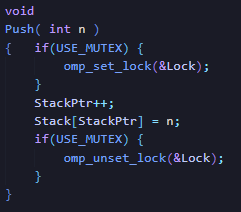 void
Push( int n )
{   if(USE_MUTEX) {
        omp_set_lock(&Lock);
    }
    StackPtr++;
    Stack[StackPtr] = n;
    if(USE_MUTEX) {
        omp_unset_lock(&Lock);
    }
}